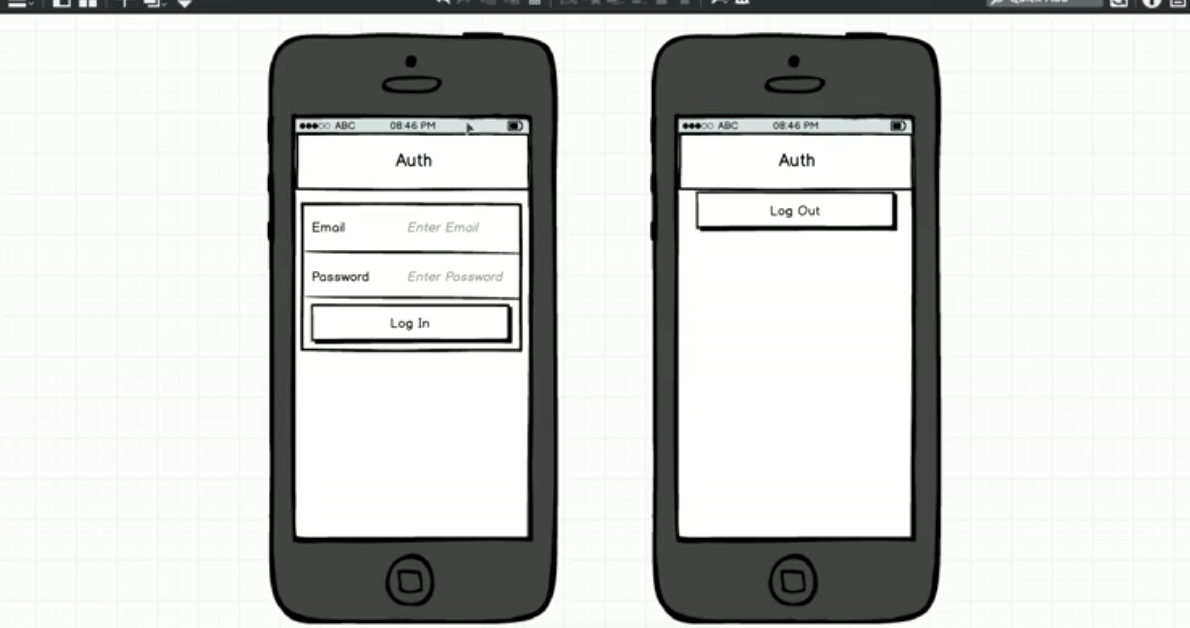 ABC 08:46 PM
Auth
Email Enter Email
Password Enter Password
Log In
ABC 08:46 PM
Auth
Log Out